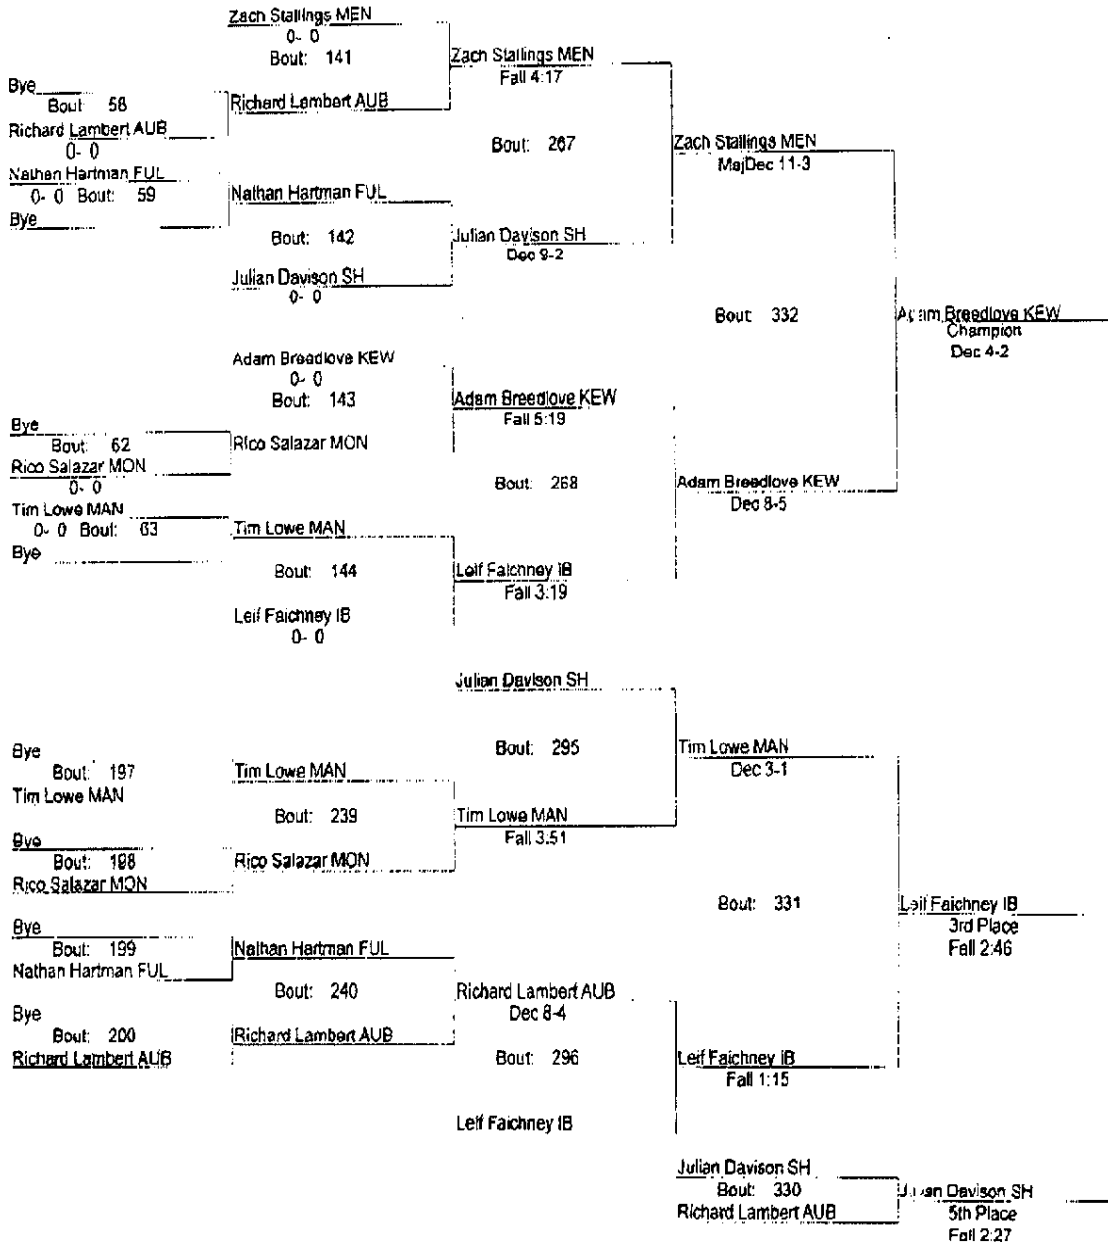 Zach Stallings MEN
0- 0
Bout: 141
Zach Stallings MEN
Fall 4:17
Bye
Bout: 58
Richard Lambert AUB
Richard Lambert AUB
0- 0
Bout: 267
Zach Stallings MEN
MajDec 11-3
Nathan Hartman FUL
0- 0 Bout: 59
Nathan Hartman FUL
Bye
Bout: 142
Julian Davison SH
Dec 9-2
Julian Davison SH
0- 0
Bout: 332
Adam Breedlove KEW
Champion
Dec 4-2
Adam Breedlove KEW
0- 0
Bout: 143
Adam Breedlove KEW
Fall 5:19
Bye
Bout: 62
Rico Salazar MON
Rico Salazar MON
0- 0
Bout: 268
Adam Breedlove KEW
Dec 8-5
Tim Lowe MAN
0- 0 Bout: 63
Tim Lowe MAN
Bye
Bout: 144
Leif Faichney IB
Fall 3:19
Leif Faichney IB
0- 0
Julian Davison SH
Bout: 295
Tim Lowe MAN
Dec 3-1
Bye
Bout: 197
Tim Lowe MAN
Tim Lowe MAN
Bout: 239
Tim Lowe MAN
Fall 3:51
Bye
Bout: 198
Rico Salazar MON
Rico Salazar MON
Bout: 331
Leif Faichney IB
3rd Place
Fall 2:46
Bye
Bout: 199
Nathan Hartman FUL
Nathan Hartman FUL
Bout: 240
Richard Lambert AUB
Dec 8-4
Bye
Bout: 200
Richard Lambert AUB
Richard Lambert AUB
Bout: 296
Leif Faichney IB
Fall 1:15
Leif Faichney IB
Julian Davison SH
Bout: 330
Richard Lambert AUB
Julian Davison SH
5th Place
Fall 2:27